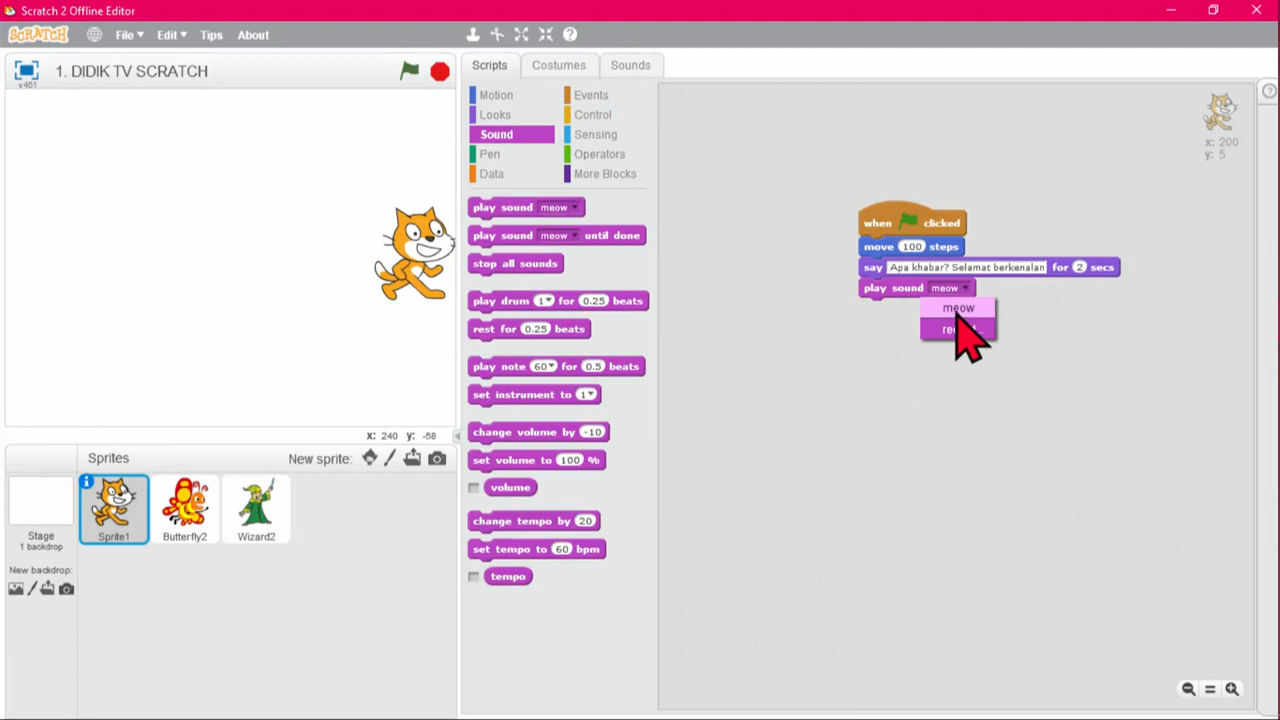 Scratch 2 Offline Editor
SCRATCH File Edit Tips About
1. DIDIK TV SCRATCH
v461
Scripts Costumes Sounds
Motion Events
Looks Control
Sound Sensing
Pen Operators
Data More Blocks
play sound meow
play sound meow until done
stop all sounds
play drum 1 for 0.25 beats
rest for 0.25 beats
play note 60 for 0.5 beats
set instrument to 1
change volume by -10
set volume to 100 %
volume
change tempo by 20
set tempo to 60 bpm
tempo
when clicked
move 100 steps
say Apa khabar? Selamat berkenalan for 2 secs
play sound meow
meow
x: 200
y: 5
x: 240 y: -58
Sprites New sprite:
Stage
1 backdrop
New backdrop:
Sprite1 Butterfly2 Wizard2